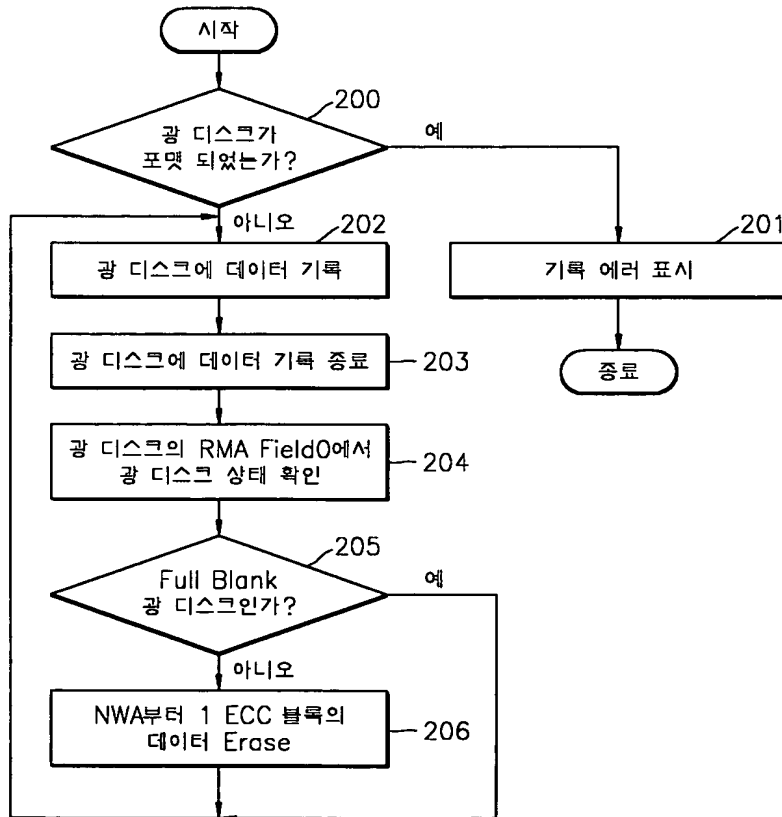 시작
200
광 디스크가
포맷 되었는가?
예
아니오
202
광 디스크에 데이터 기록
201
기록 에러 표시
광 디스크에 데이터 기록 종료
203
종료
광 디스크의 RMA Field0에서
광 디스크 상태 확인
204
205
Full Blank
광 디스크인가?
예
아니오
NWA부터 1 ECC 블록의
데이터 Erase
206